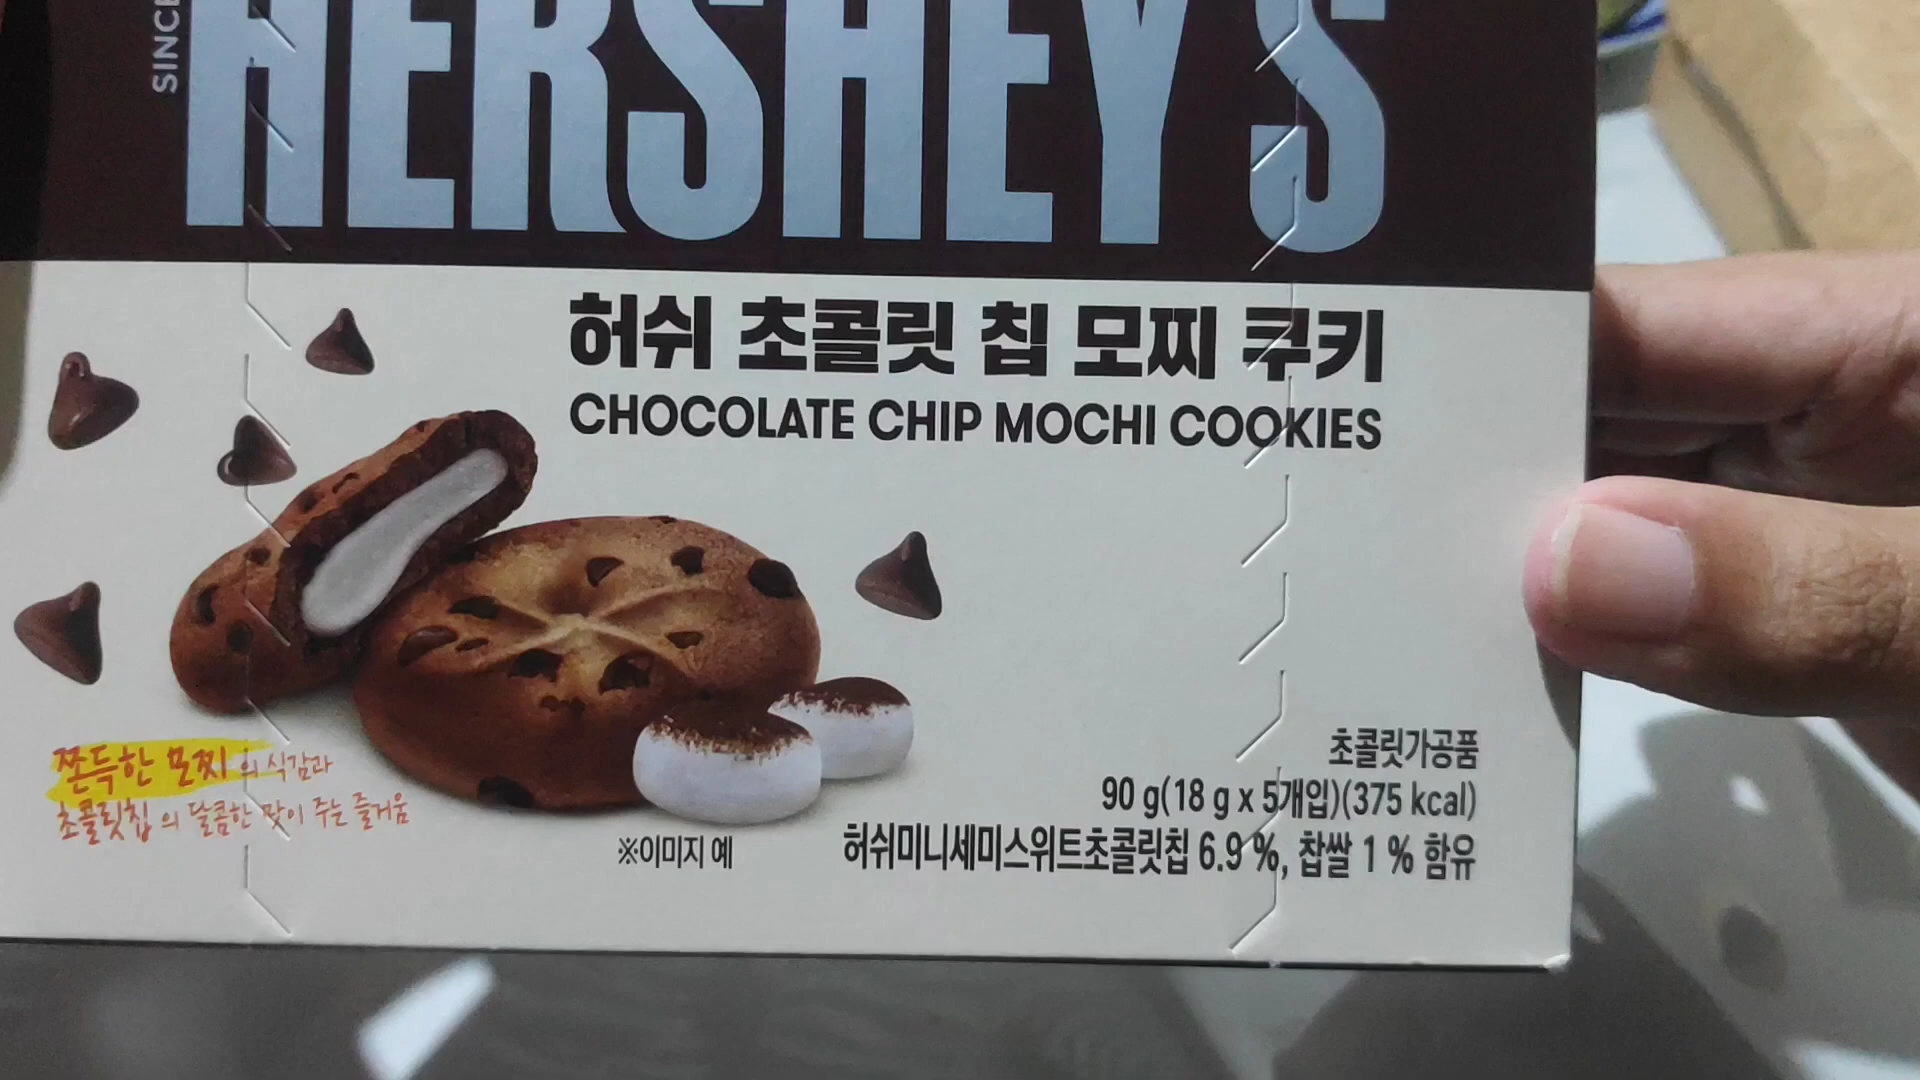 SINCE
HERSHEY'S
허쉬 초콜릿 칩 모찌 쿠키
CHOCOLATE CHIP MOCHI COOKIES
쫀득한 모찌의 식감과
초콜릿칩의 달콤한 맛이 주는 즐거움
※이미지 예
초콜릿가공품
90 g(18 g x 5개입)(375 kcal)
허쉬미니세미스위트초콜릿칩 6.9 %, 찹쌀 1 % 함유